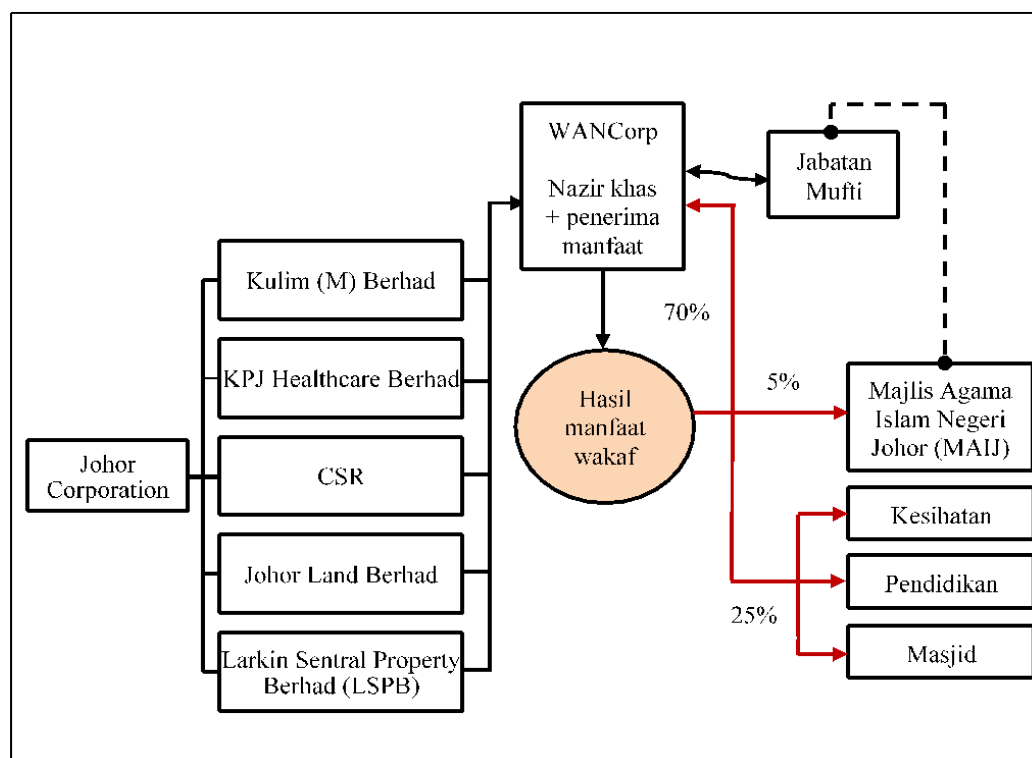 WANCorp
Nazir khas
+ penerima
manfaat
Jabatan
Mufti
Kulim (M) Berhad
KPJ Healthcare Berhad
CSR
Johor Land Berhad
Larkin Sentral Property
Berhad (LSPB)
Johor
Corporation
Hasil
manfaat
wakaf
70%
5%
25%
Majlis Agama
Islam Negeri
Johor (MAIJ)
Kesihatan
Pendidikan
Masjid